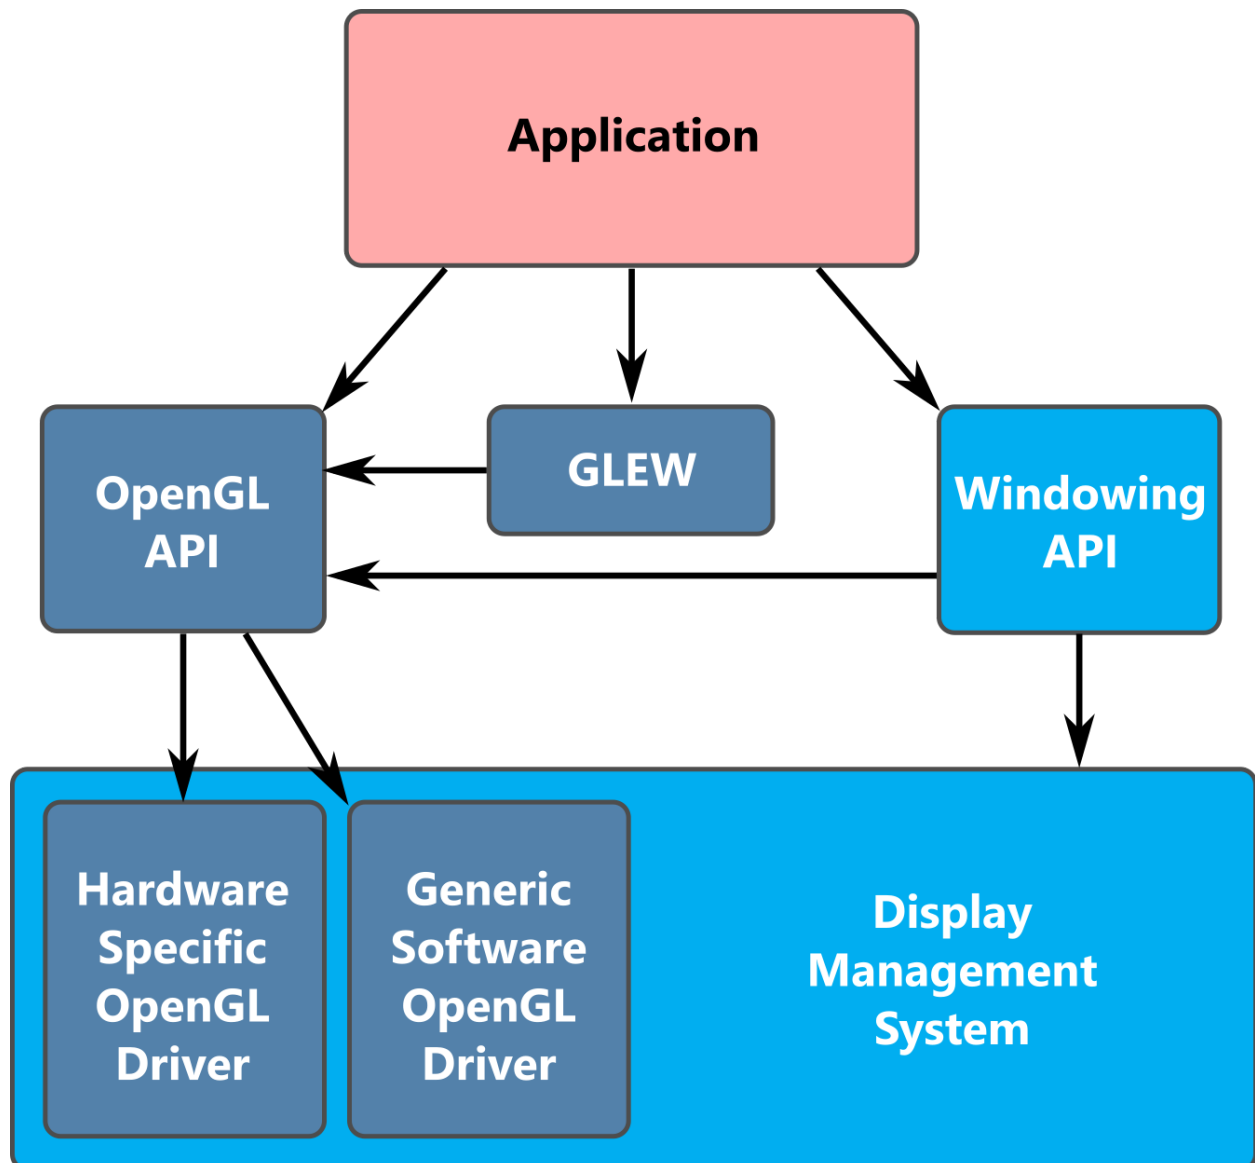 Application
OpenGL
API
GLEW
Windowing
API
Hardware
Specific
OpenGL
Driver
Generic
Software
OpenGL
Driver
Display
Management
System